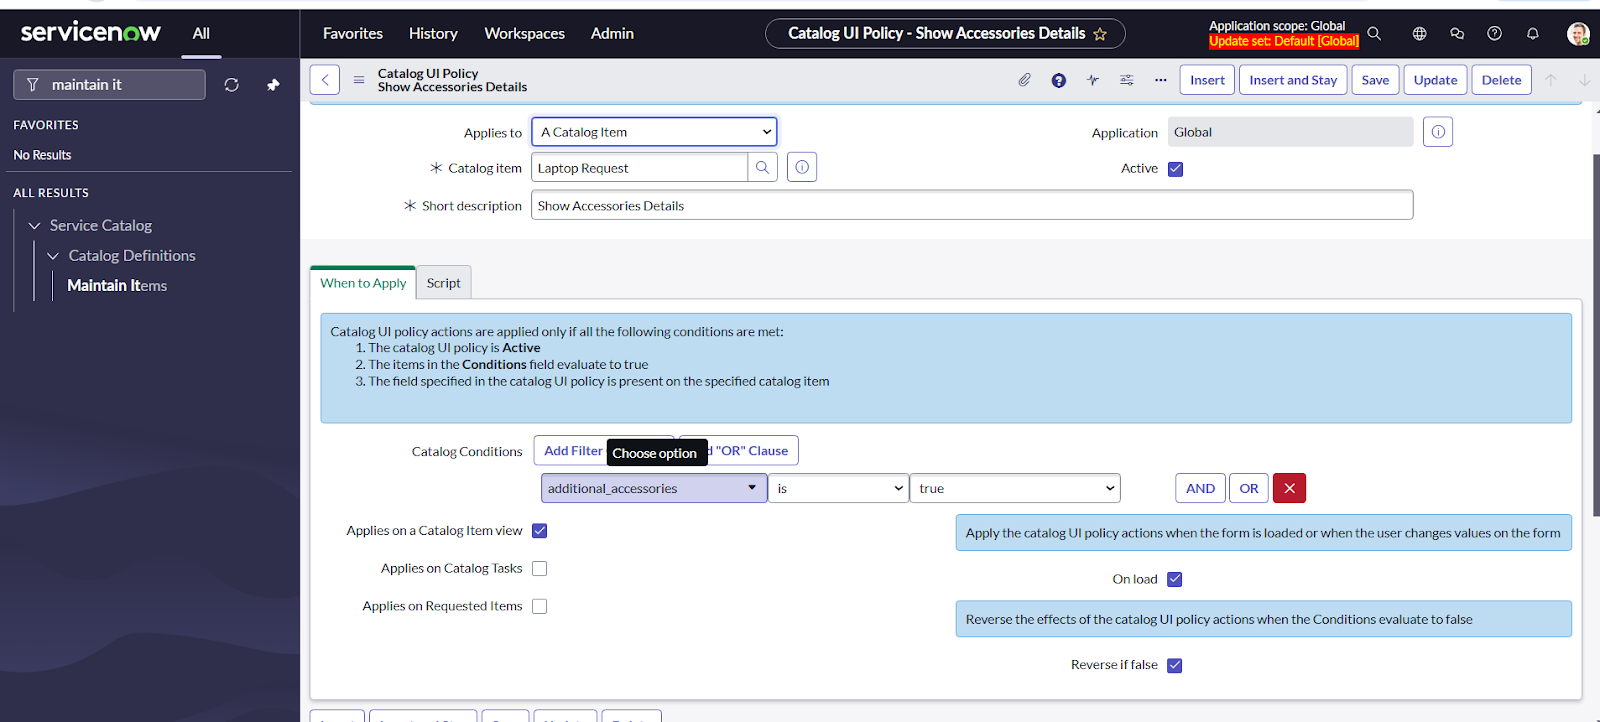 servicenow
All
Favorites
History
Workspaces
Admin
Catalog UI Policy - Show Accessories Details
Application scope: Global
Update set: Default [Global]
maintain it
FAVORITES
No Results
ALL RESULTS
Service Catalog
Catalog Definitions
Maintain Items
Catalog UI Policy
Show Accessories Details
Insert
Insert and Stay
Save
Update
Delete
Applies to
A Catalog Item
Application
Global
Catalog item
Laptop Request
Active
Short description
Show Accessories Details
When to Apply
Script
Catalog UI policy actions are applied only if all the following conditions are met:
1. The catalog UI policy is Active
2. The items in the Conditions field evaluate to true
3. The field specified in the catalog UI policy is present on the specified catalog item
Catalog Conditions
Add Filter
Choose option
"OR" Clause
additional_accessories
is
true
AND
OR
Applies on a Catalog Item view
Apply the catalog UI policy actions when the form is loaded or when the user changes values on the form
Applies on Catalog Tasks
On load
Applies on Requested Items
Reverse the effects of the catalog UI policy actions when the Conditions evaluate to false
Reverse if false